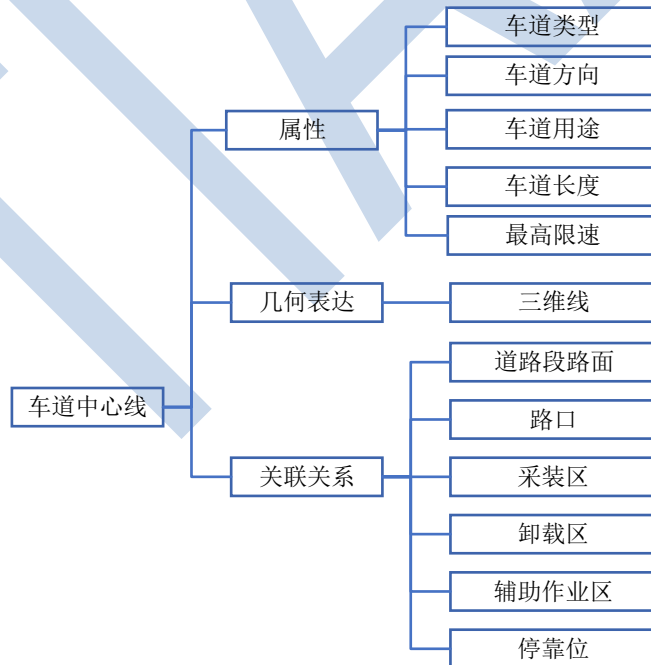 车道中心线
属性
车道类型
车道方向
车道用途
车道长度
最高限速
几何表达
三维线
关联关系
道路段路面
路口
采装区
卸载区
辅助作业区
停靠位